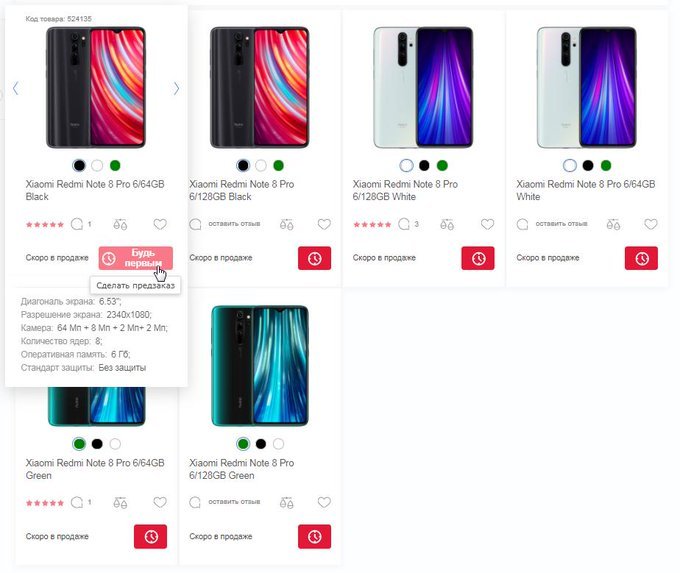 Код товара: 524135
Xiaomi Redmi Note 8 Pro 6/64GB
Black
1
Скоро в продаже
Будь
первым
Сделать предзаказ
Диагональ экрана: 6.53";
Разрешение экрана: 2340x1080;
Камера: 64 Мп + 8 Мп + 2 Мп+ 2 Мп;
Количество ядер: 8;
Оперативная память: 6 Гб;
Стандарт защиты: Без защиты
Xiaomi Redmi Note 8 Pro
6/128GB Black
оставить отзыв
Скоро в продаже
Xiaomi Redmi Note 8 Pro
6/128GB White
3
Скоро в продаже
Xiaomi Redmi Note 8 Pro 6/64GB
White
оставить отзыв
Скоро в продаже
Xiaomi Redmi Note 8 Pro 6/64GB
Green
1
Скоро в продаже
Xiaomi Redmi Note 8 Pro
6/128GB Green
оставить отзыв
Скоро в продаже